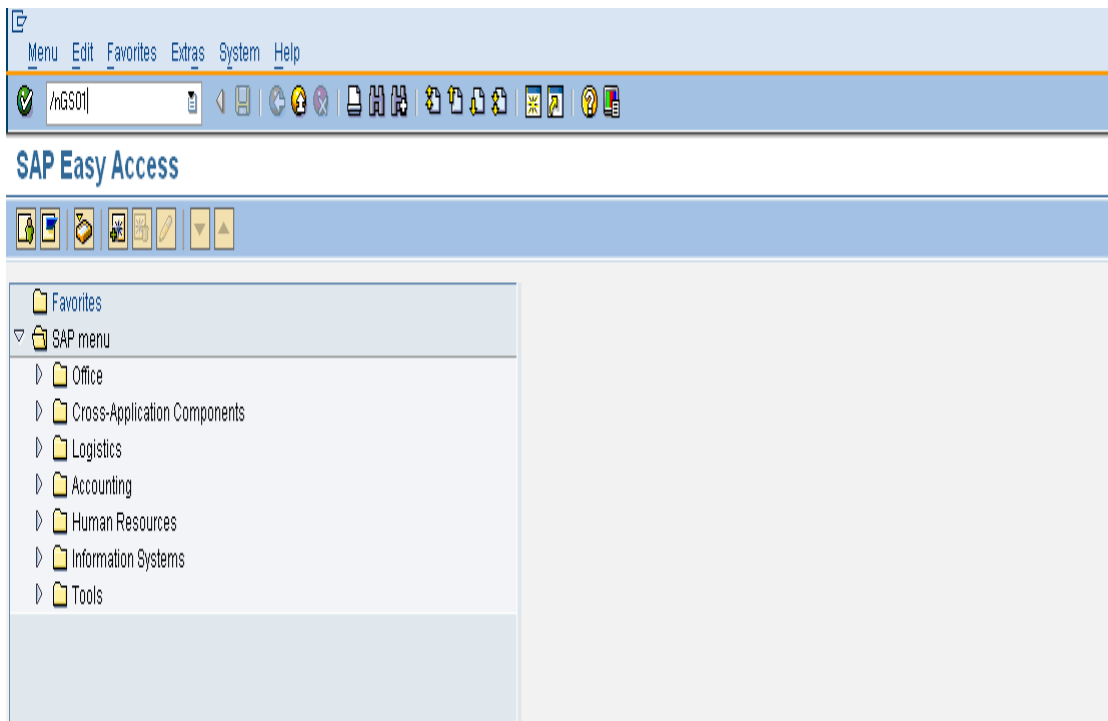 Menu Edit Favorites Extras System Help
/nGS01
SAP Easy Access
Favorites
SAP menu
Office
Cross-Application Components
Logistics
Accounting
Human Resources
Information Systems
Tools